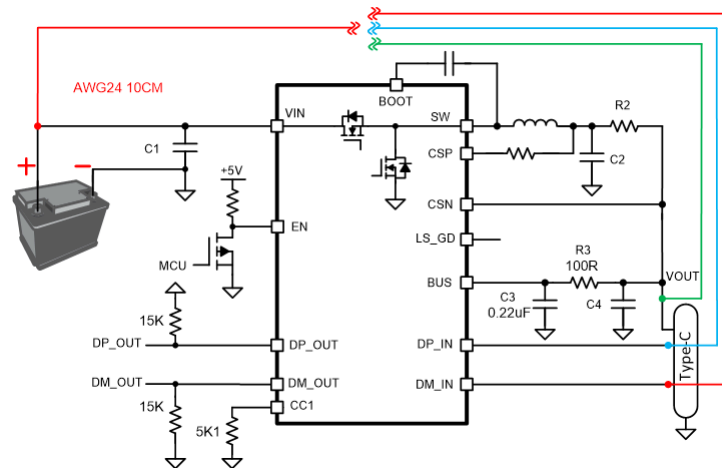 AWG24 10CM
BOOT
VIN
SW
R2
C1
CSP
C2
+
-
+5V
CSN
EN
LS_GD
MCU
R3
100R
VOUT
BUS
C3
0.22uF
C4
15K
DP_OUT
DP_OUT
DP_IN
Type-C
DM_OUT
DM_OUT
DM_IN
15K
CC1
5K1